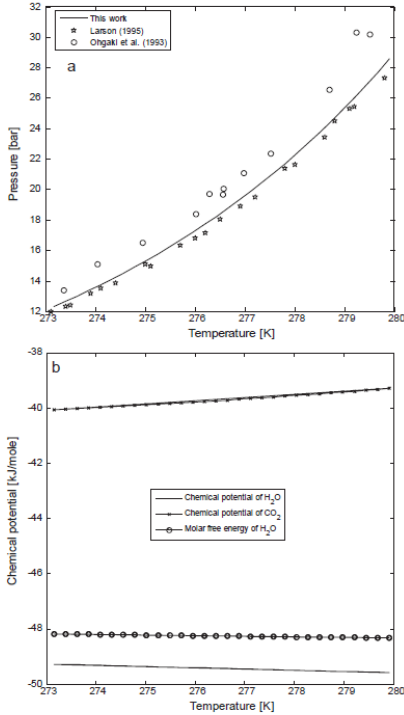 This work
Larson (1995)
Ohgaki et al. (1993)
a
Pressure [bar]
32
30
28
26
24
22
20
18
16
14
12
273 274 275 276 277 278 279 280
Temperature [K]
b
Chemical potential [kJ/mole]
-38
-40
-42
-44
-46
-48
-50
Chemical potential of H₂O
Chemical potential of CO₂
Molar free energy of H₂O
273 274 275 276 277 278 279 280
Temperature [K]